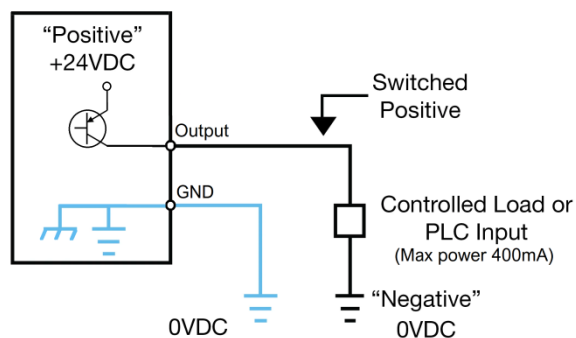 “Positive”
+24VDC
Output
GND
Switched
Positive
Controlled Load or
PLC Input
(Max power 400mA)
“Negative”
0VDC
0VDC